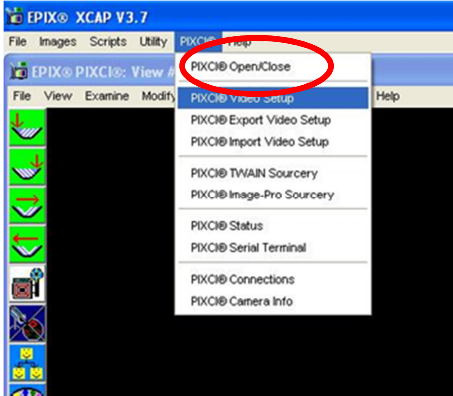 EPIX® XCAP V3.7
File Images Scripts Utility PIXCI® Help
EPIX® PIXCI®: View #
File View Examine Modify Help
PIXCI® Open/Close
PIXCI® Video Setup
PIXCI® Export Video Setup
PIXCI® Import Video Setup
PIXCI® TWAIN Sourcery
PIXCI® Image-Pro Sourcery
PIXCI® Status
PIXCI® Serial Terminal
PIXCI® Connections
PIXCI® Camera Info